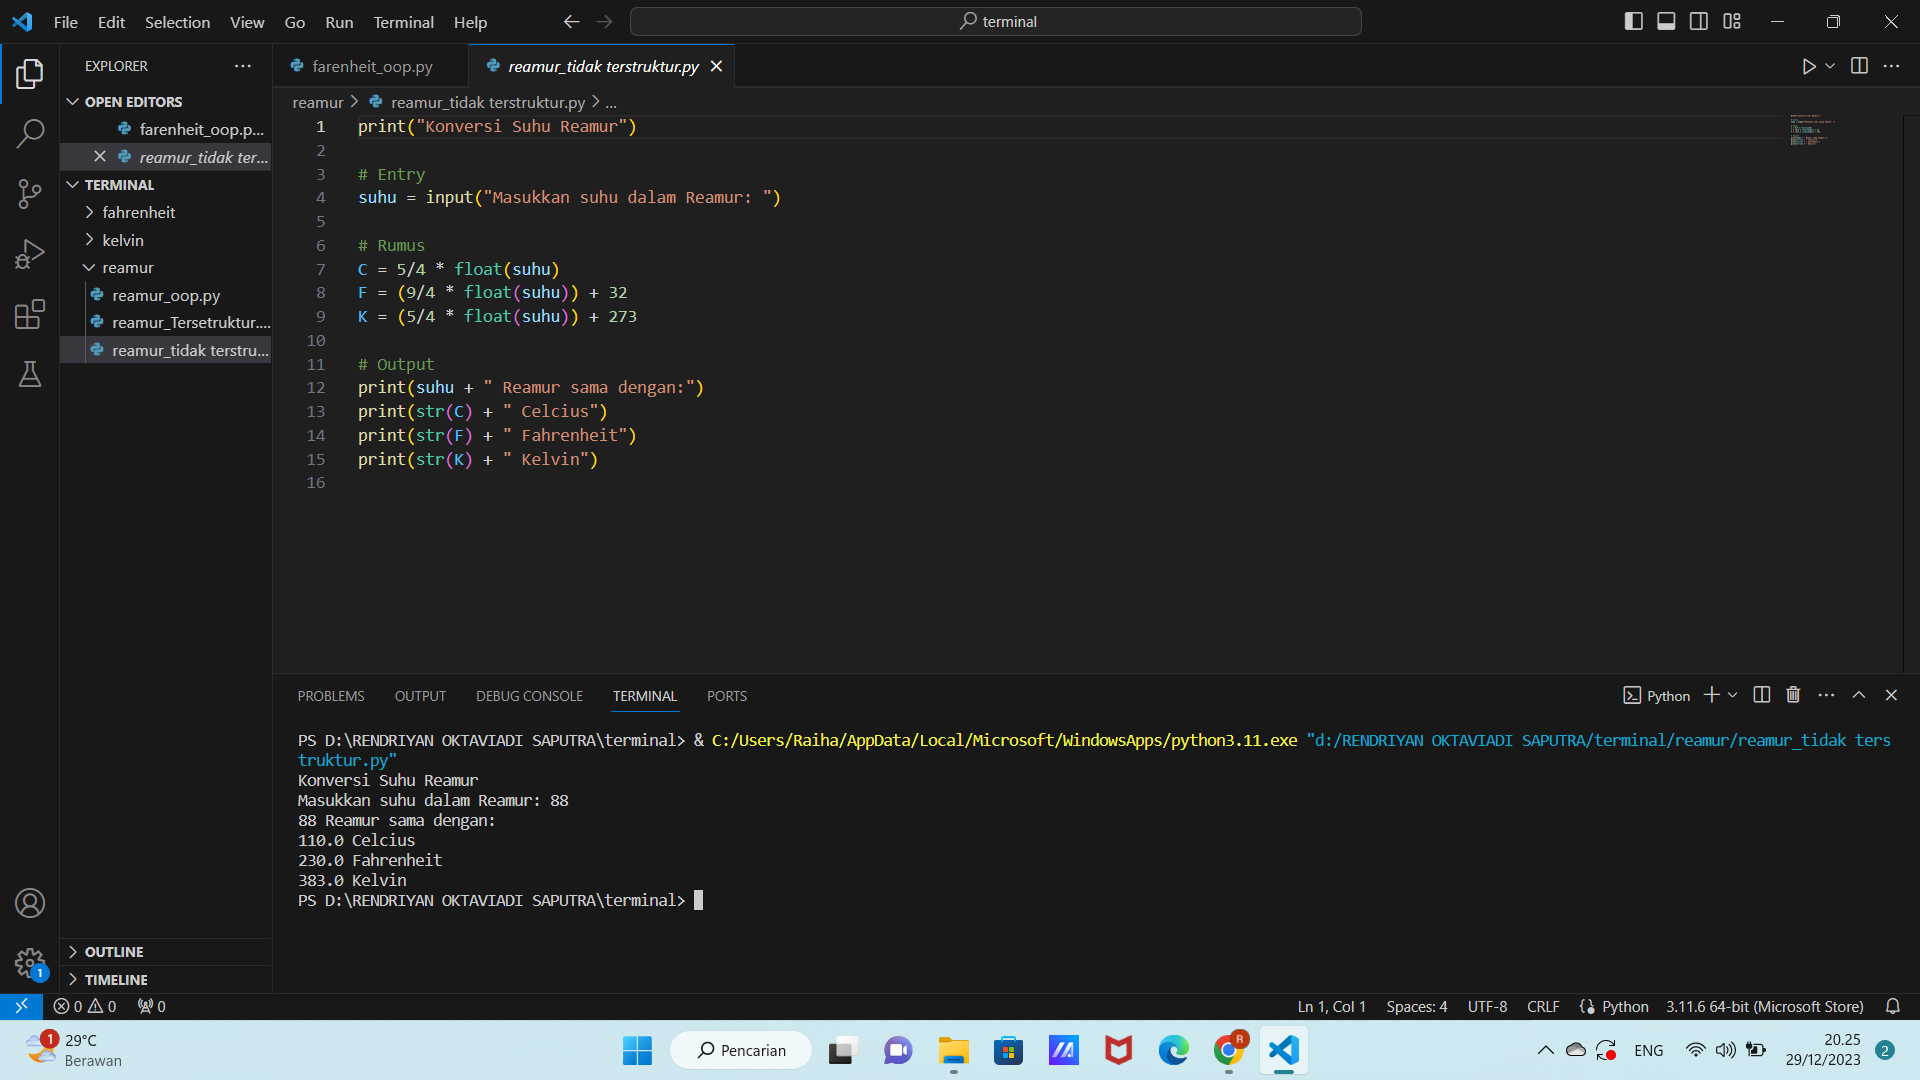 File Edit Selection View Go Run Terminal Help
terminal
EXPLORER
OPEN EDITORS
farenheit_oop.p...
reamur_tidak ter...
TERMINAL
fahrenheit
kelvin
reamur
reamur_oop.py
reamur_Tersetruktur....
reamur_tidak terstru...
OUTLINE
TIMELINE
farenheit_oop.py
reamur_tidak terstruktur.py
reamur > reamur_tidak terstruktur.py > ...
1 print("Konversi Suhu Reamur")
2
3 # Entry
4 suhu = input("Masukkan suhu dalam Reamur: ")
5
6 # Rumus
7 C = 5/4 * float(suhu)
8 F = (9/4 * float(suhu)) + 32
9 K = (5/4 * float(suhu)) + 273
10
11 # Output
12 print(suhu + " Reamur sama dengan:")
13 print(str(C) + " Celcius")
14 print(str(F) + " Fahrenheit")
15 print(str(K) + " Kelvin")
16
PROBLEMS OUTPUT DEBUG CONSOLE TERMINAL PORTS
Python
PS D:\RENDRIYAN OKTAVIADI SAPUTRA\terminal> & C:/Users/Raiha/AppData/Local/Microsoft/WindowsApps/python3.11.exe "d:/RENDRIYAN OKTAVIADI SAPUTRA/terminal/reamur/reamur_tidak ters
truktur.py"
Konversi Suhu Reamur
Masukkan suhu dalam Reamur: 88
88 Reamur sama dengan:
110.0 Celcius
230.0 Fahrenheit
383.0 Kelvin
PS D:\RENDRIYAN OKTAVIADI SAPUTRA\terminal>
1
0 0 0
Ln 1, Col 1 Spaces: 4 UTF-8 CRLF Python 3.11.6 64-bit (Microsoft Store)
1
29°C
Berawan
Pencarian
R
ENG
20.25
29/12/2023
2